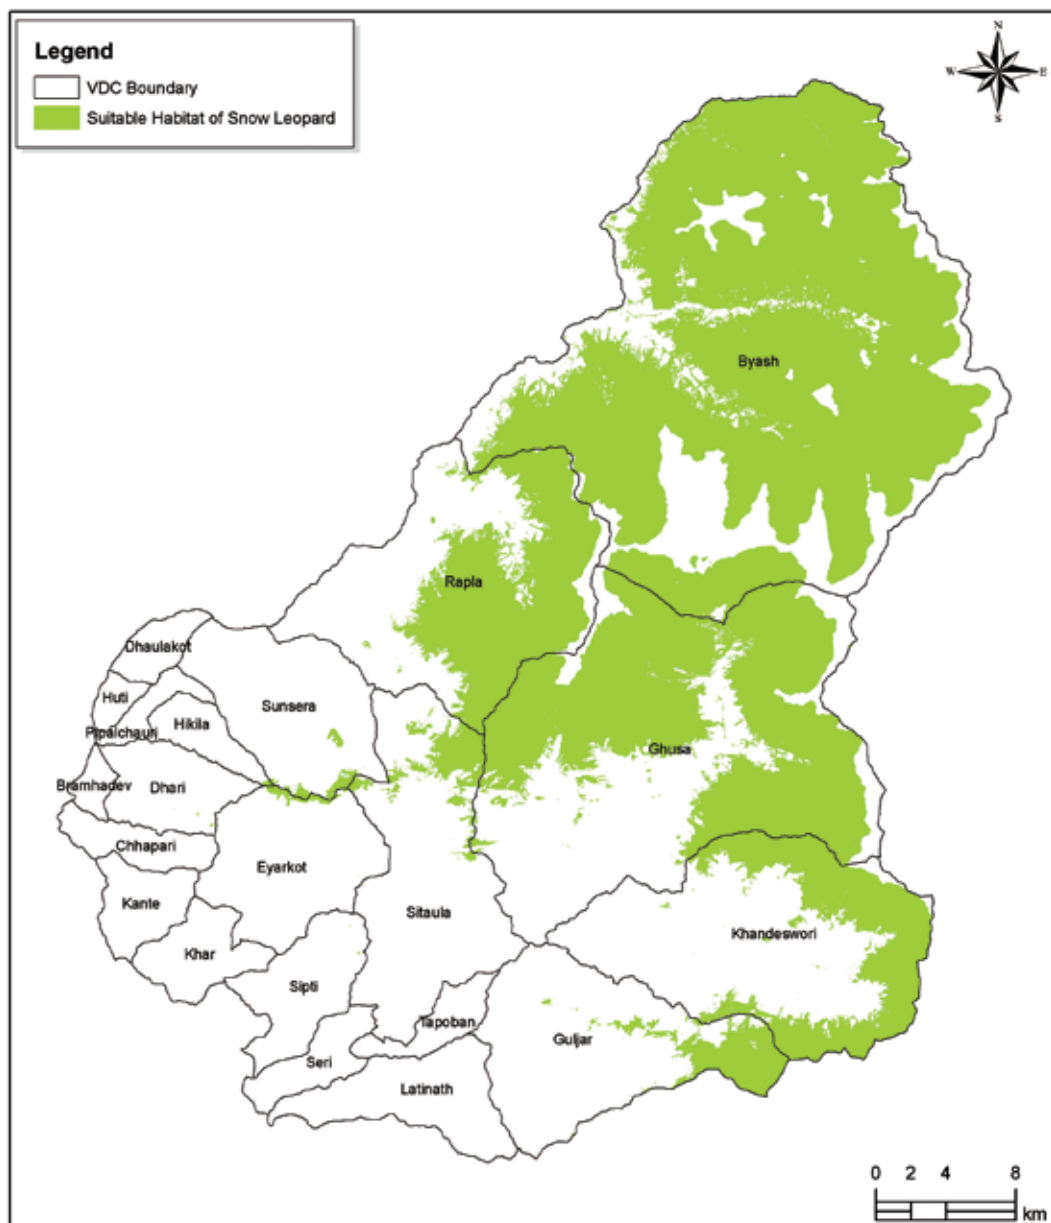 N
W E
S
Legend
VDC Boundary
Suitable Habitat of Snow Leopard
Byash
Rapla
Dhaulakot
Huti
Sunsera
Hikila
Pipalchauri
Ghusa
Bramhadev
Dhari
Chhapari
Eyarkot
Kante
Sitaula
Khandeswori
Khar
Sipti
Tapoban
Guljar
Seri
Latinath
0 2 4 8
km